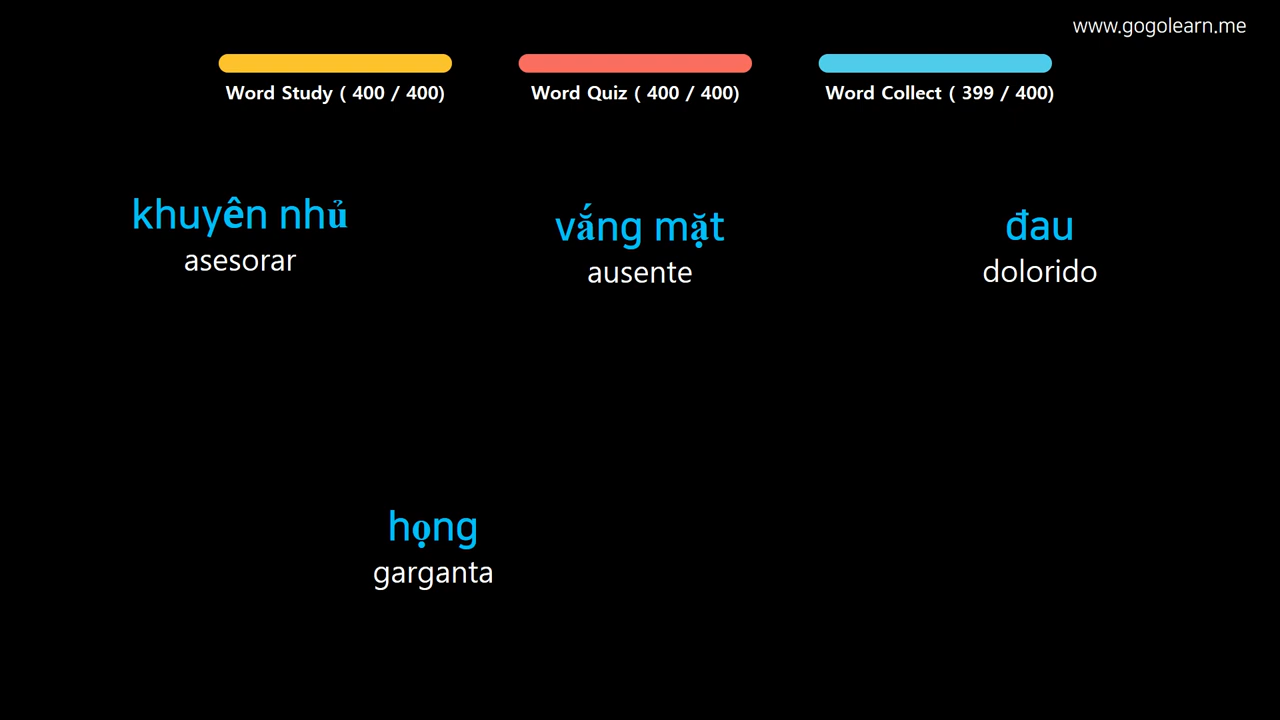 www.gogolearn.me
Word Study ( 400 / 400)
Word Quiz ( 400 / 400)
Word Collect ( 399 / 400)
khuyên nhủ
asesorar
vắng mặt
ausente
đau
dolorido
họng
garganta